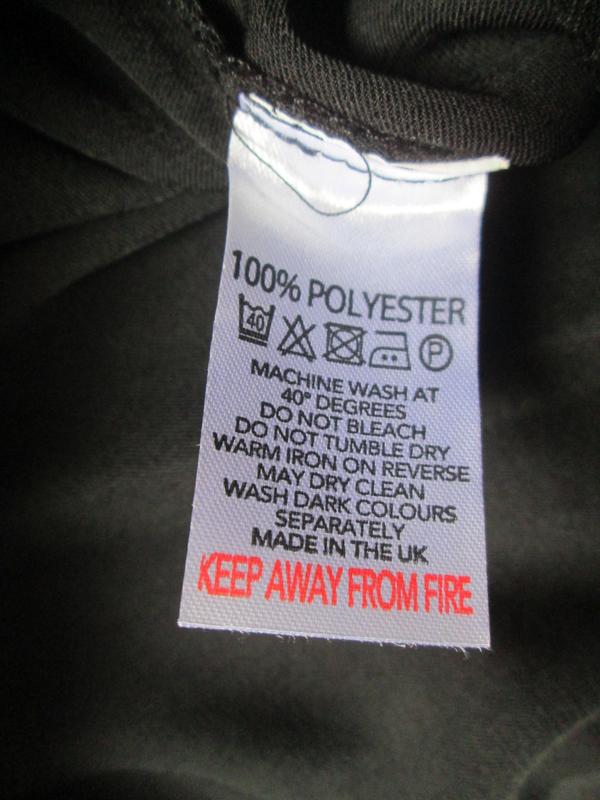 100% POLYESTER
40 P
MACHINE WASH AT
40° DEGREES
DO NOT BLEACH
DO NOT TUMBLE DRY
WARM IRON ON REVERSE
MAY DRY CLEAN
WASH DARK COLOURS
SEPARATELY
MADE IN THE UK
KEEP AWAY FROM FIRE